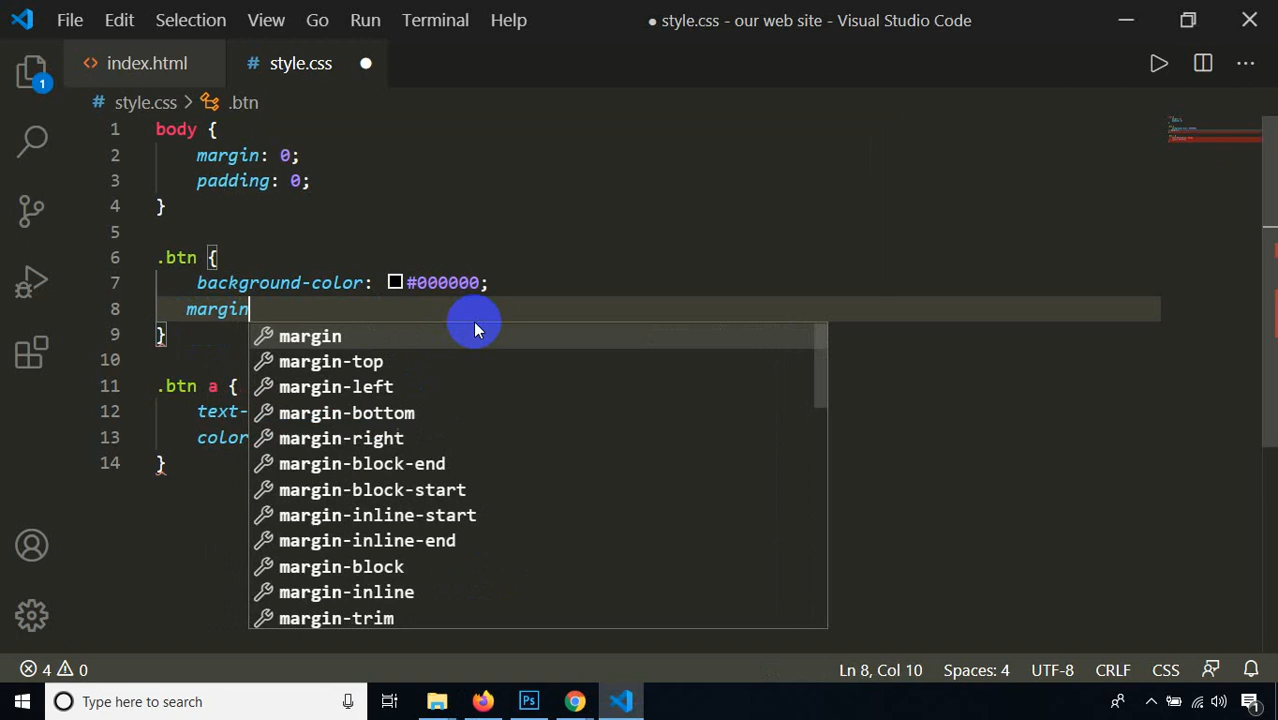 File Edit Selection View Go Run Terminal Help ● style.css - our web site - Visual Studio Code
<> index.html # style.css ●
1
# style.css > .btn
1 body {
2 margin: 0;
3 padding: 0;
4 }
5
6 .btn {
7 background-color: #000000;
8 margin
9 }
margin
10
margin-top
11 .btn a {
margin-left
12 text-
margin-bottom
13 color
margin-right
14 }
margin-block-end
margin-block-start
margin-inline-start
margin-inline-end
margin-block
margin-inline
margin-trim
4 0 Ln 8, Col 10 Spaces: 4 UTF-8 CRLF CSS
Type here to search Ps 1